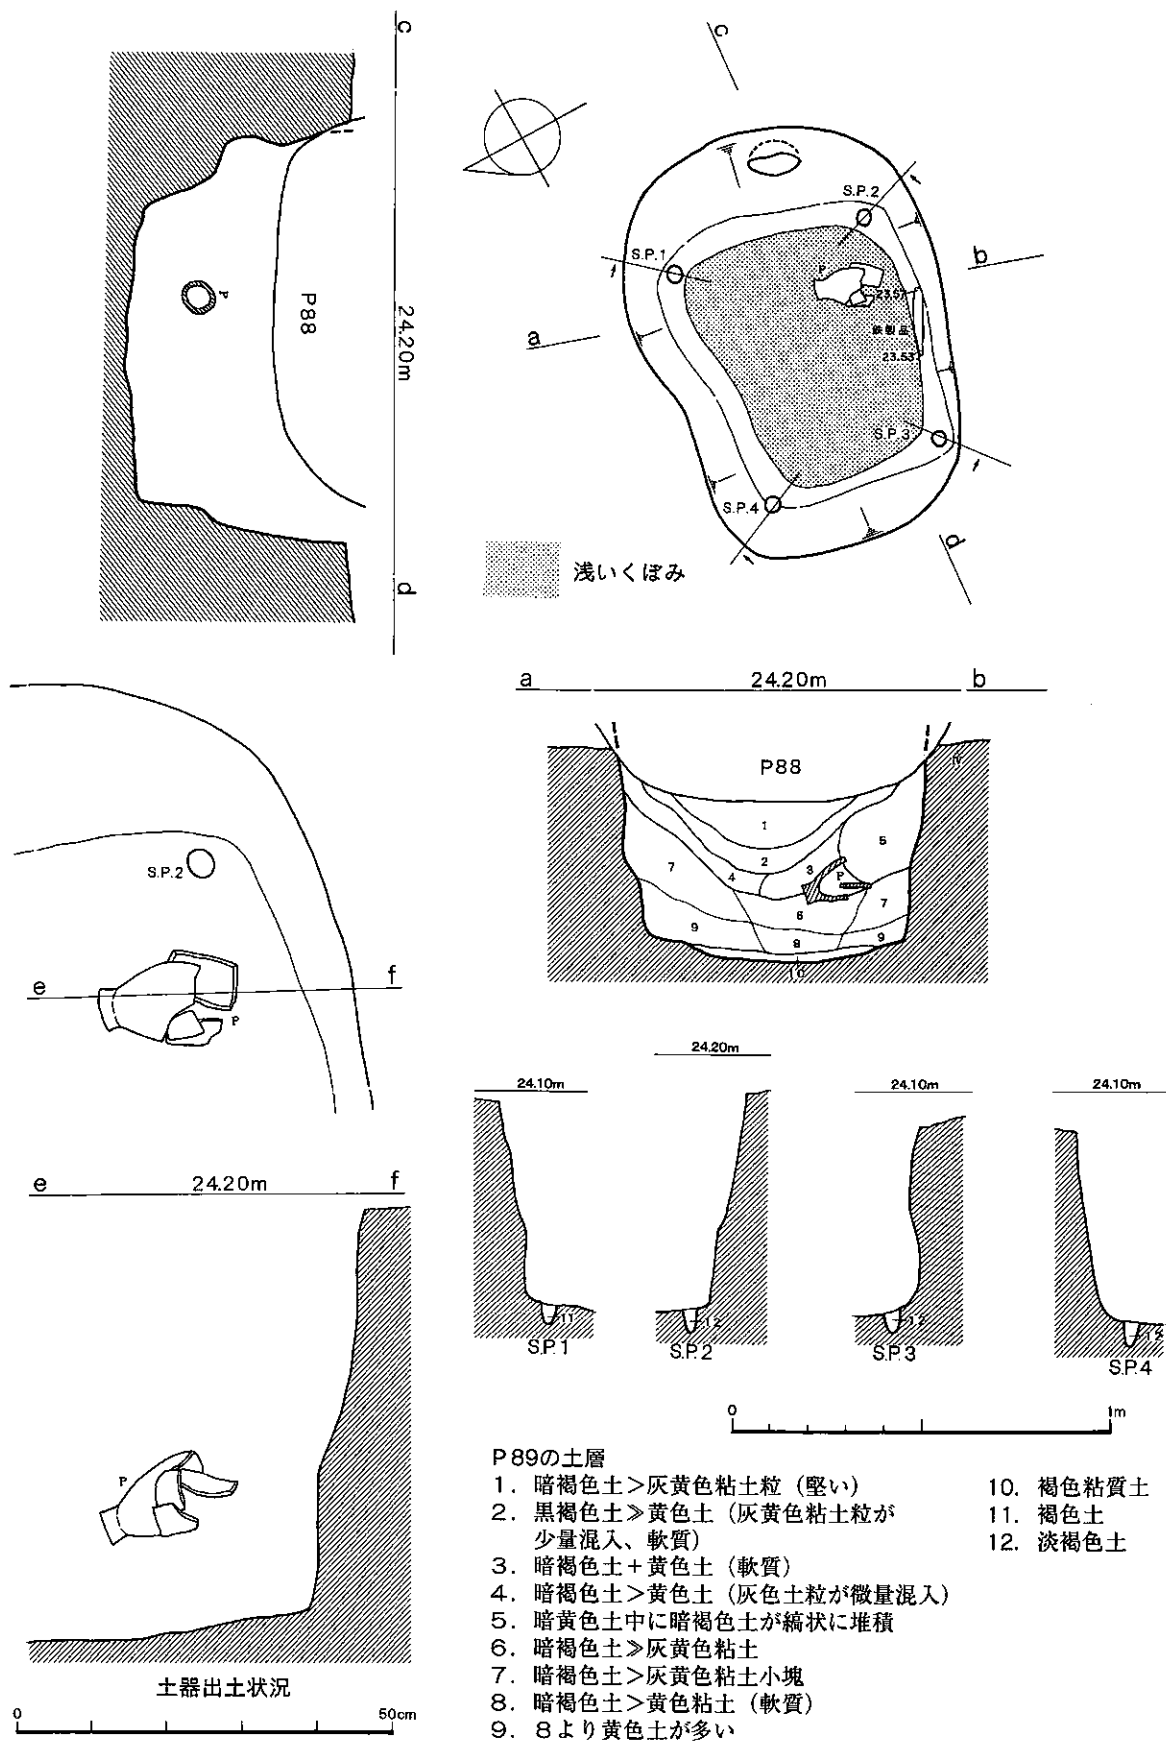 c
P
P88
24.20m
d
c
S.P.2
S.P.1
b
P
23.57
a
鉄製品
23.53
S.P.3
S.P.4
d
浅いくぼみ
a 24.20m b
P88
IV
1
5
2
3
P
7
4
7
6
9
8
9
10
S.P.2
e
f
P
24.20m
24.10m
24.10m
24.10m
11
12
12
12
S.P.1
S.P.2
S.P.3
S.P.4
0 1m
e 24.20m f
P
土器出土状況
0 50cm
P89の土層
1. 暗褐色土＞灰黄色粘土粒（堅い）
2. 黒褐色土≫黄色土（灰黄色粘土粒が
少量混入、軟質）
3. 暗褐色土＋黄色土（軟質）
4. 暗褐色土＞黄色土（灰色土粒が微量混入）
5. 暗黄色土中に暗褐色土が縞状に堆積
6. 暗褐色土≫灰黄色粘土
7. 暗褐色土＞灰黄色粘土小塊
8. 暗褐色土＞黄色粘土（軟質）
9. 8より黄色土が多い
10. 褐色粘質土
11. 褐色土
12. 淡褐色土